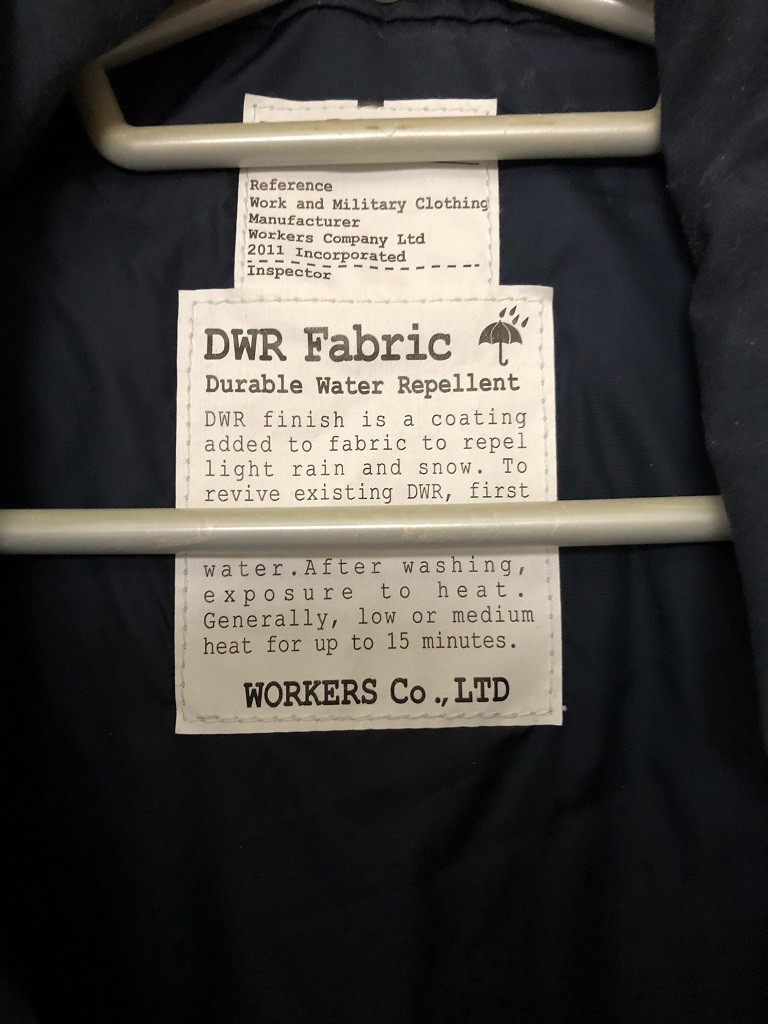 Reference
Work and Military Clothing
Manufacturer
Workers Company Ltd
2011 Incorporated
Inspector
DWR Fabric
Durable Water Repellent
DWR finish is a coating
added to fabric to repel
light rain and snow. To
revive existing DWR, first
water.After washing,
exposure to heat.
Generally, low or medium
heat for up to 15 minutes.
WORKERS Co.,LTD